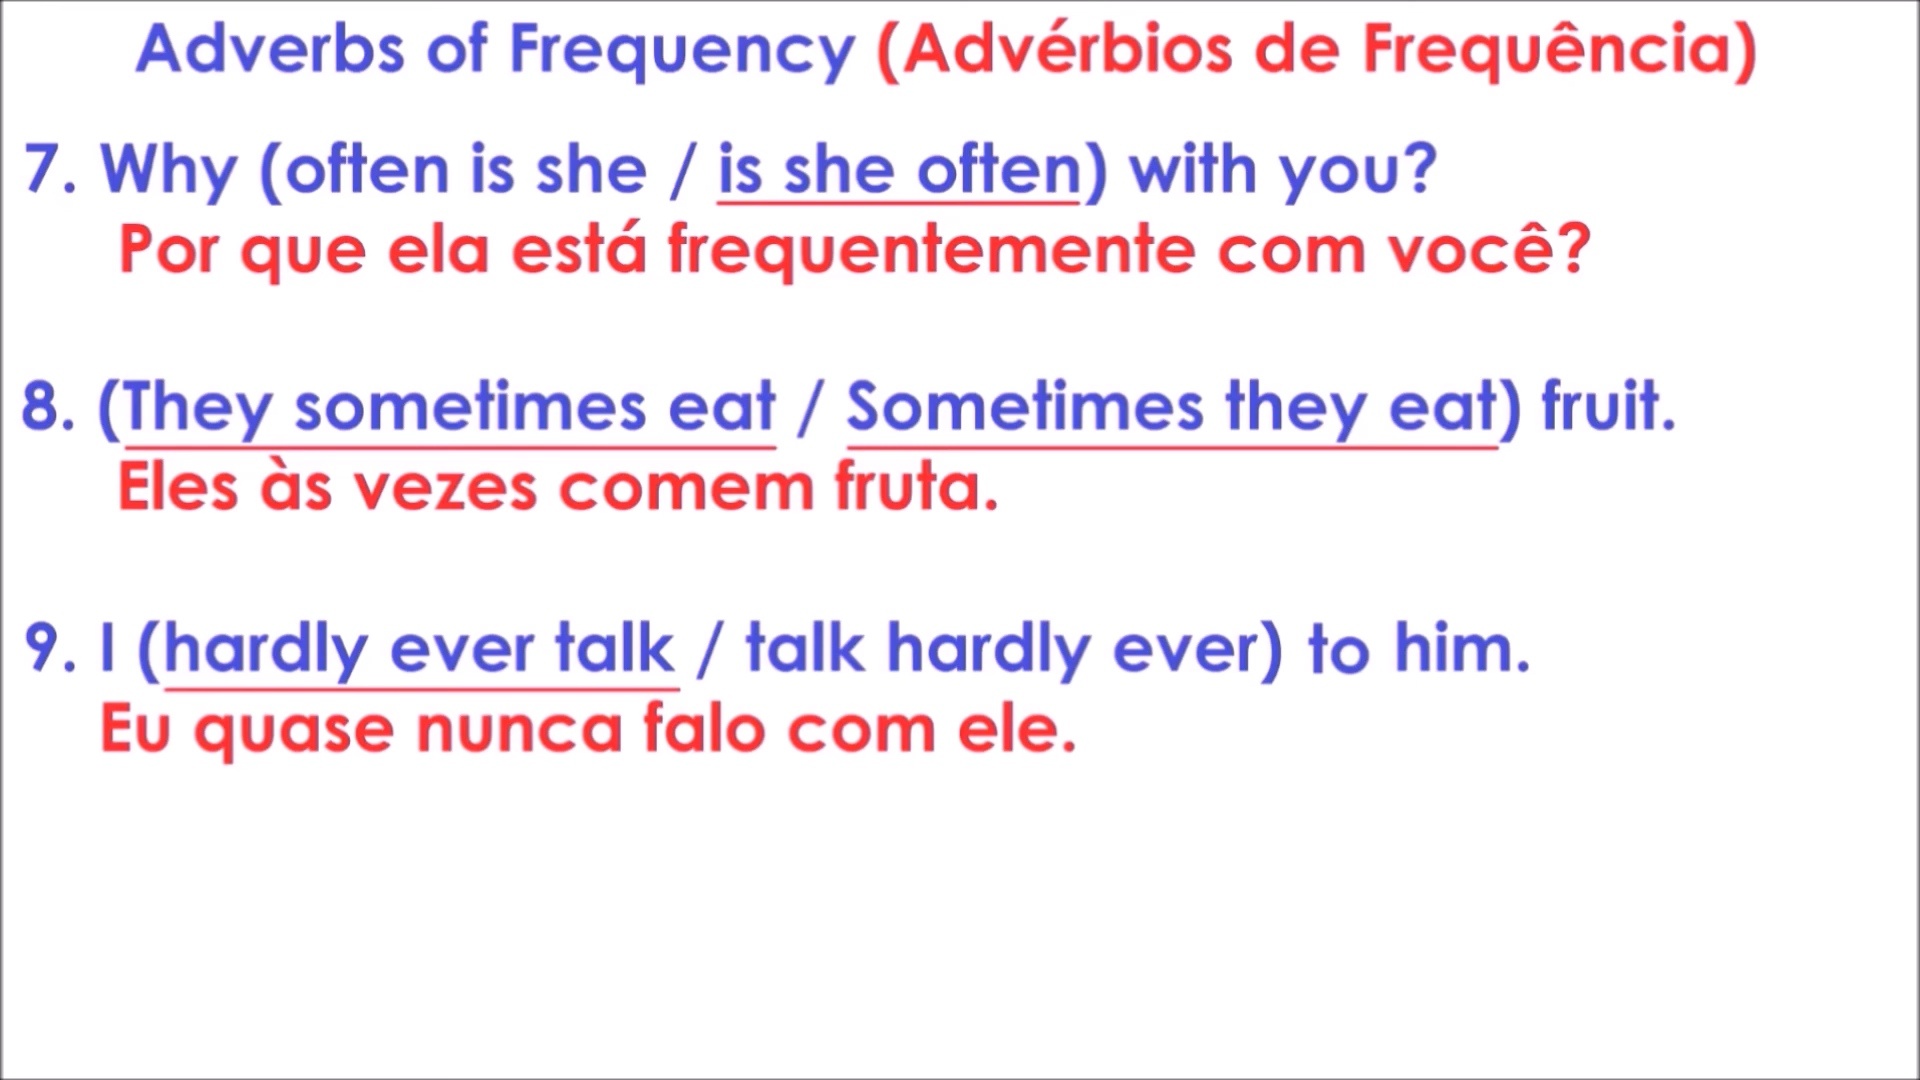 Adverbs of Frequency (Advérbios de Frequência)
7. Why (often is she / is she often) with you?
Por que ela está frequentemente com você?
8. (They sometimes eat / Sometimes they eat) fruit.
Eles às vezes comem fruta.
9. I (hardly ever talk / talk hardly ever) to him.
Eu quase nunca falo com ele.